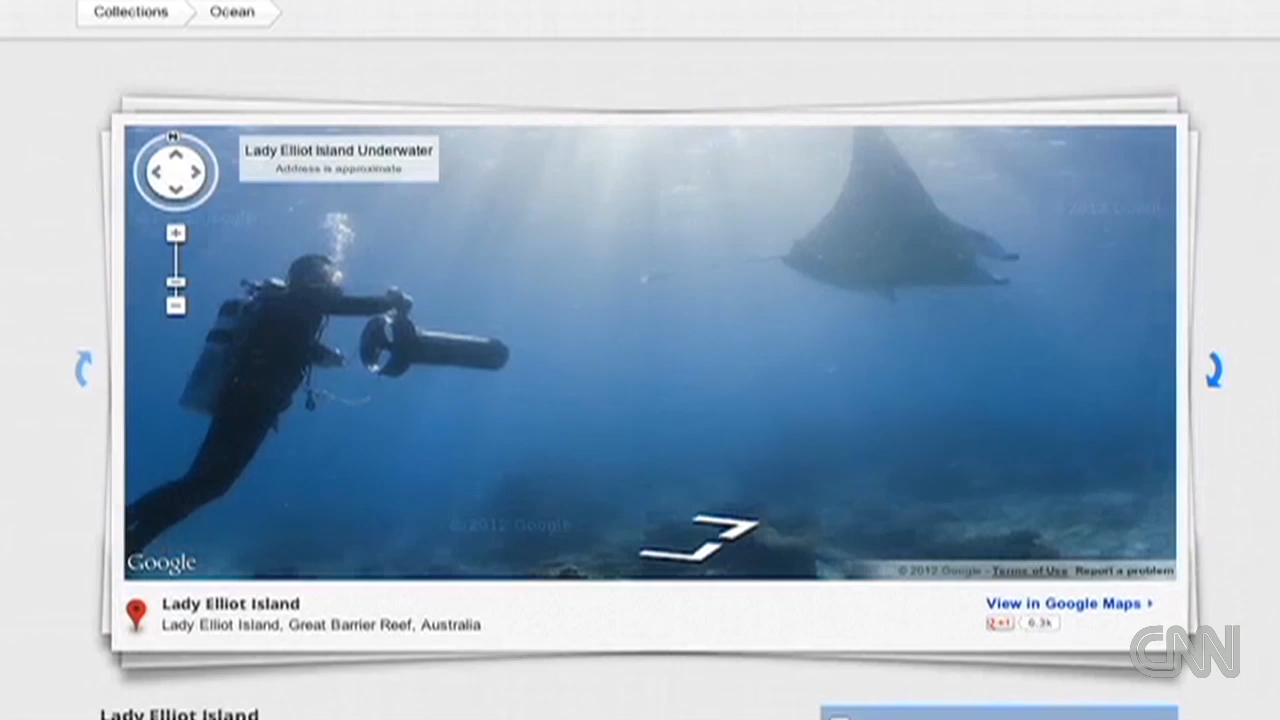 Collections
Ocean
N
Lady Elliot Island Underwater
Address is approximate
©2012 Google
Google
© 2012 Google - Terms of Use Report a problem
Lady Elliot Island
Lady Elliot Island, Great Barrier Reef, Australia
View in Google Maps
+1
6.3k
CNN
Lady Elliot Island